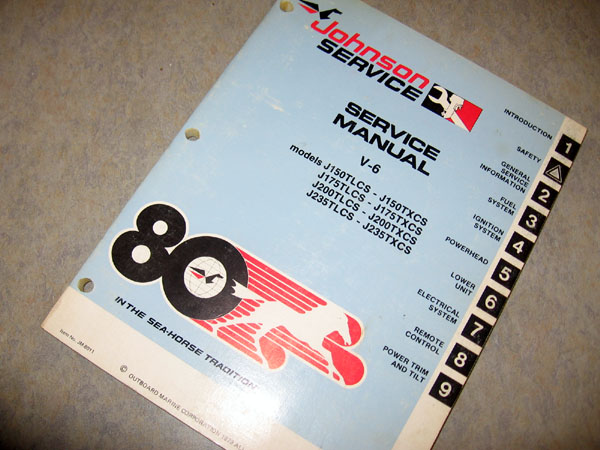 Johnson
SERVICE
SERVICE
MANUAL
V-6
models J150TLCS - J150TXCS
J175TLCS - J175TXCS
J200TLCS - J200TXCS
J235TLCS - J235TXCS
80
IN THE SEA-HORSE TRADITION
Item No.
© OUTBOARD MARINE CORPORATION
INTRODUCTION
1
SAFETY
GENERAL
SERVICE
INFORMATION
2
FUEL
SYSTEM
3
IGNITION
SYSTEM
4
POWERHEAD
5
LOWER
UNIT
6
ELECTRICAL
SYSTEM
7
REMOTE
CONTROL
8
POWER TRIM
AND TILT
9